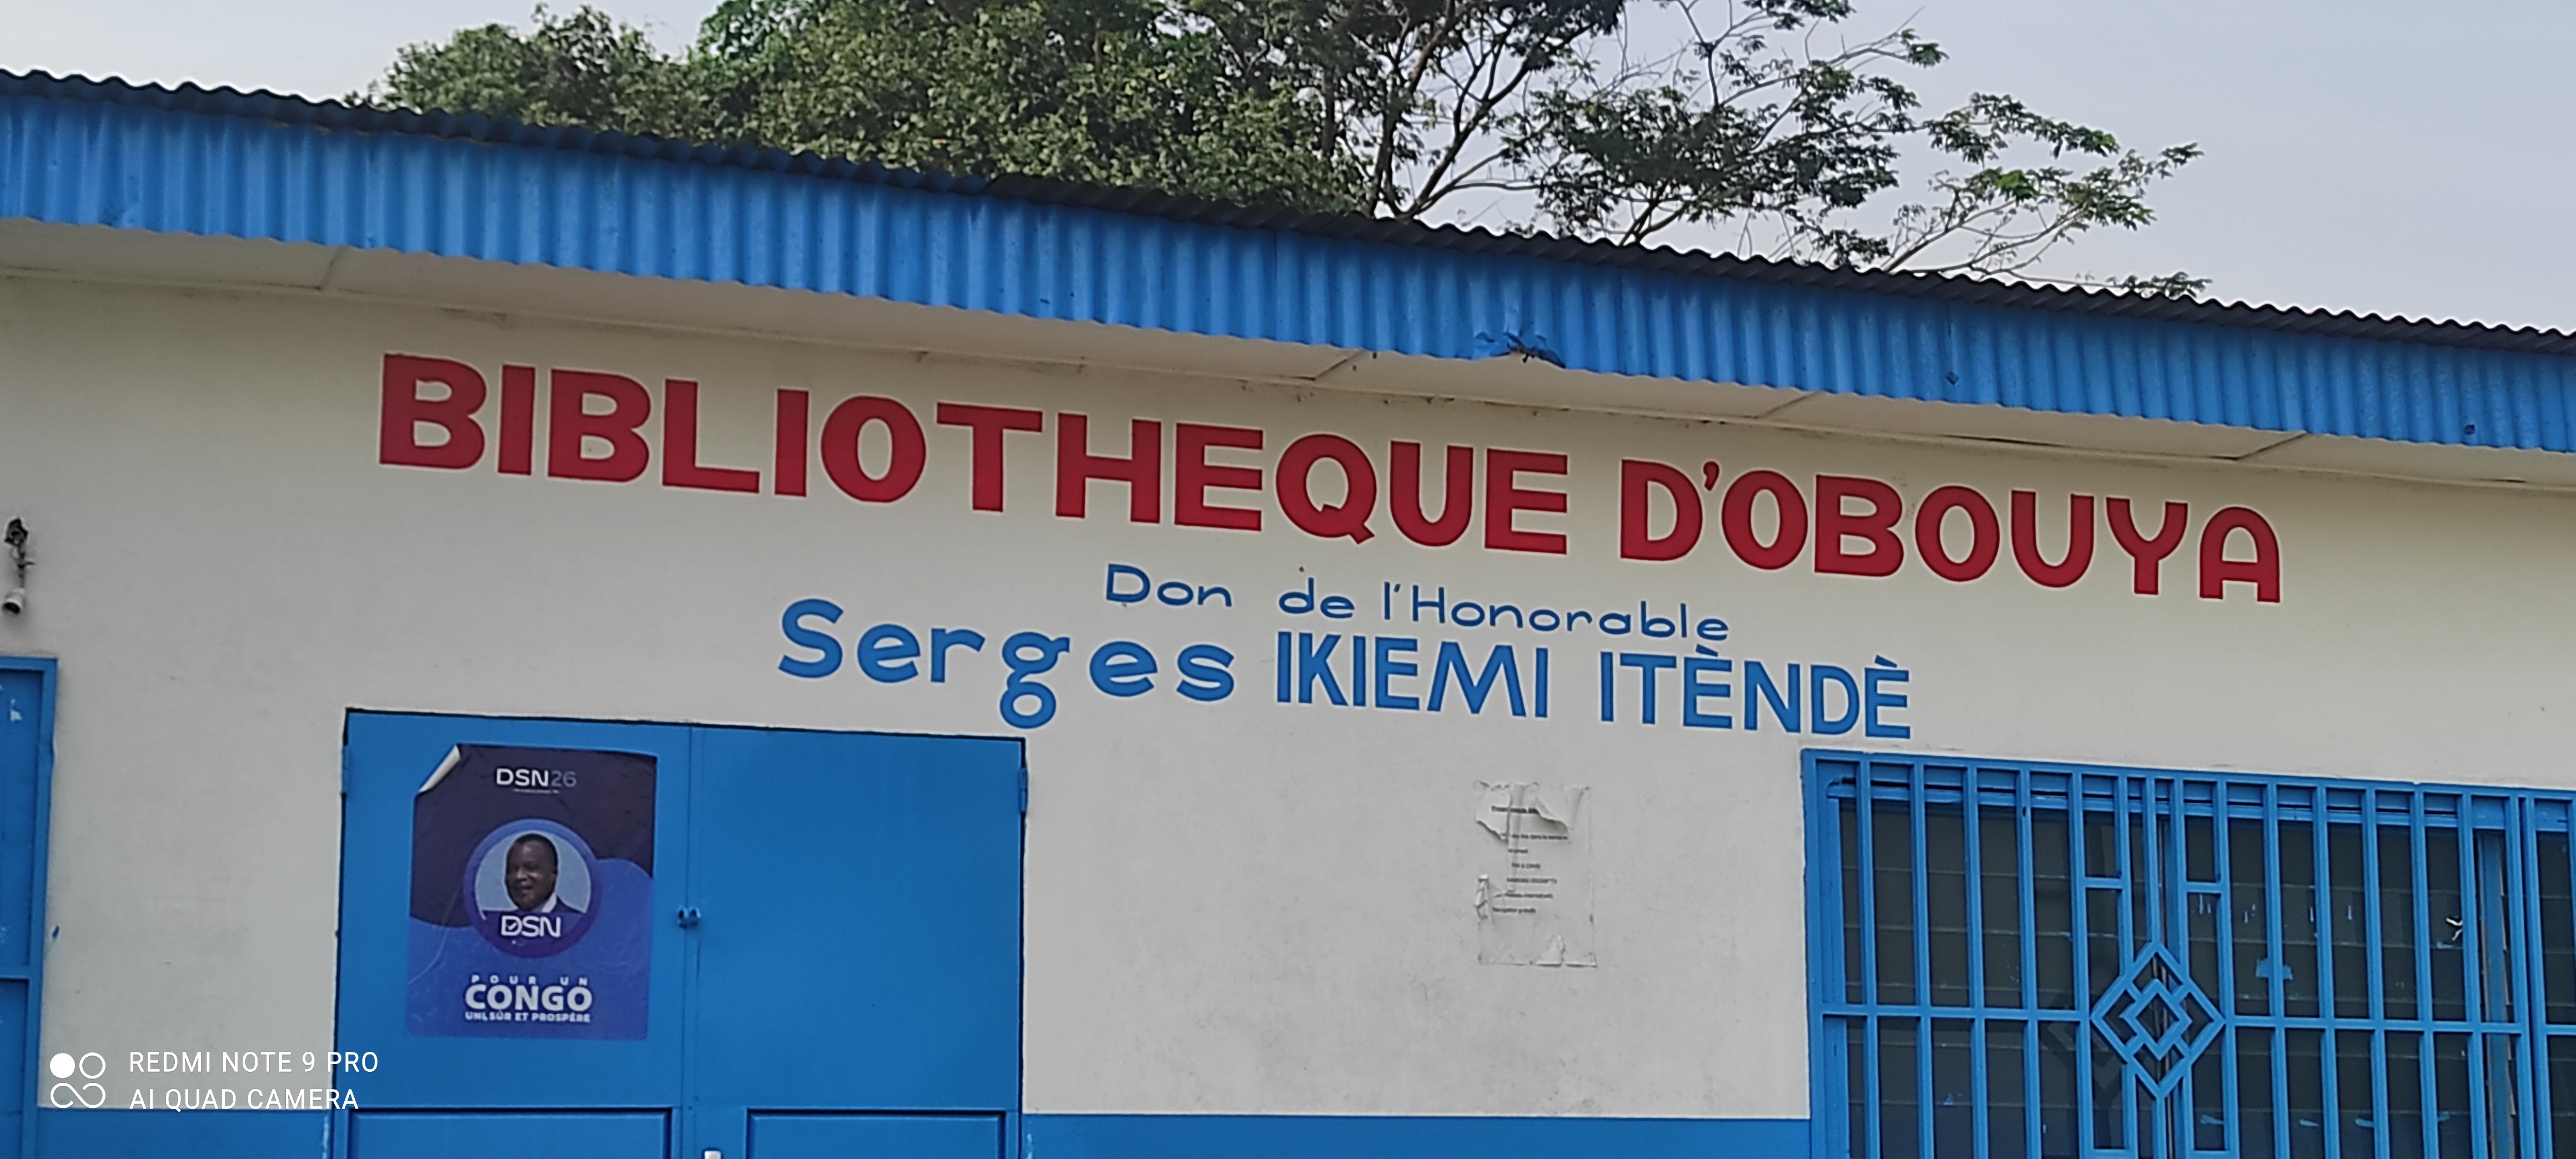 BIBLIOTHEQUE D'OBOUYA
Don de l'Honorable
Serges IKIEMI ITÈNDÈ
DSN26
DSN
POUR UN
CONGO
UNI, SÛR ET PROSPÈRE
REDMI NOTE 9 PRO
AI QUAD CAMERA